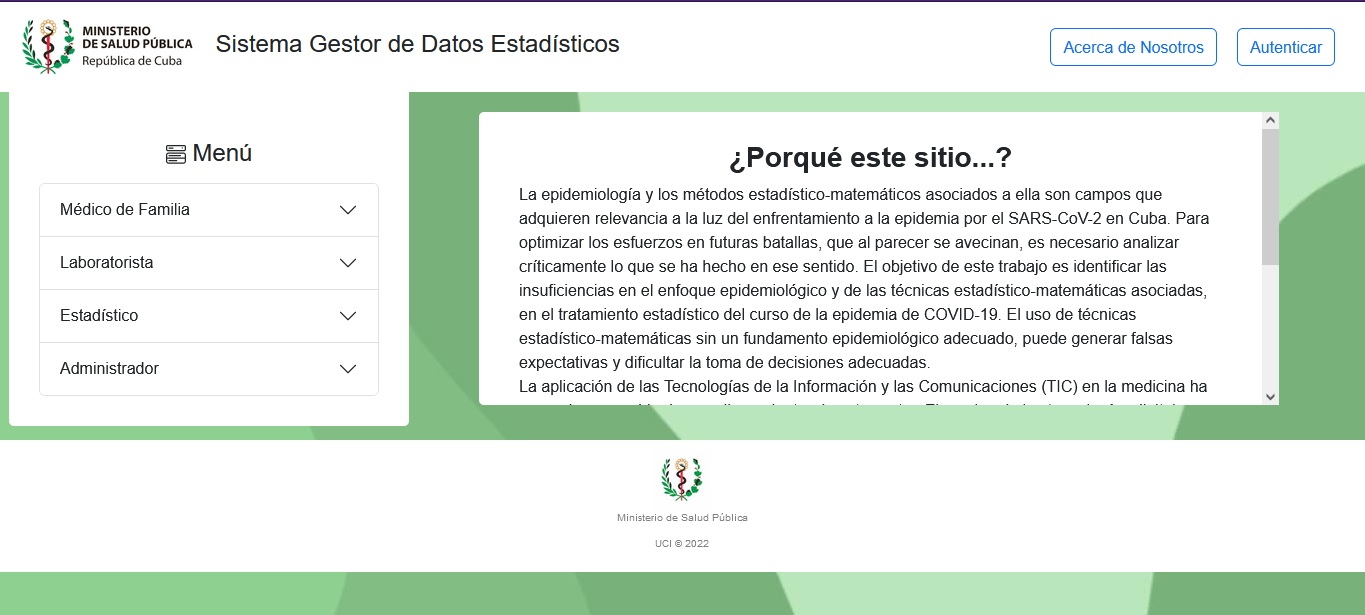 MINISTERIO
DE SALUD PÚBLICA
República de Cuba
Sistema Gestor de Datos Estadísticos
Acerca de Nosotros
Autenticar
Menú
Médico de Familia
Laboratorista
Estadístico
Administrador
¿Porqué este sitio...?
La epidemiología y los métodos estadístico-matemáticos asociados a ella son campos que
adquieren relevancia a la luz del enfrentamiento a la epidemia por el SARS-CoV-2 en Cuba. Para
optimizar los esfuerzos en futuras batallas, que al parecer se avecinan, es necesario analizar
críticamente lo que se ha hecho en ese sentido. El objetivo de este trabajo es identificar las
insuficiencias en el enfoque epidemiológico y de las técnicas estadístico-matemáticas asociadas,
en el tratamiento estadístico del curso de la epidemia de COVID-19. El uso de técnicas
estadístico-matemáticas sin un fundamento epidemiológico adecuado, puede generar falsas
expectativas y dificultar la toma de decisiones adecuadas.
La aplicación de las Tecnologías de la Información y las Comunicaciones (TIC) en la medicina ha
Ministerio de Salud Pública
UCI © 2022